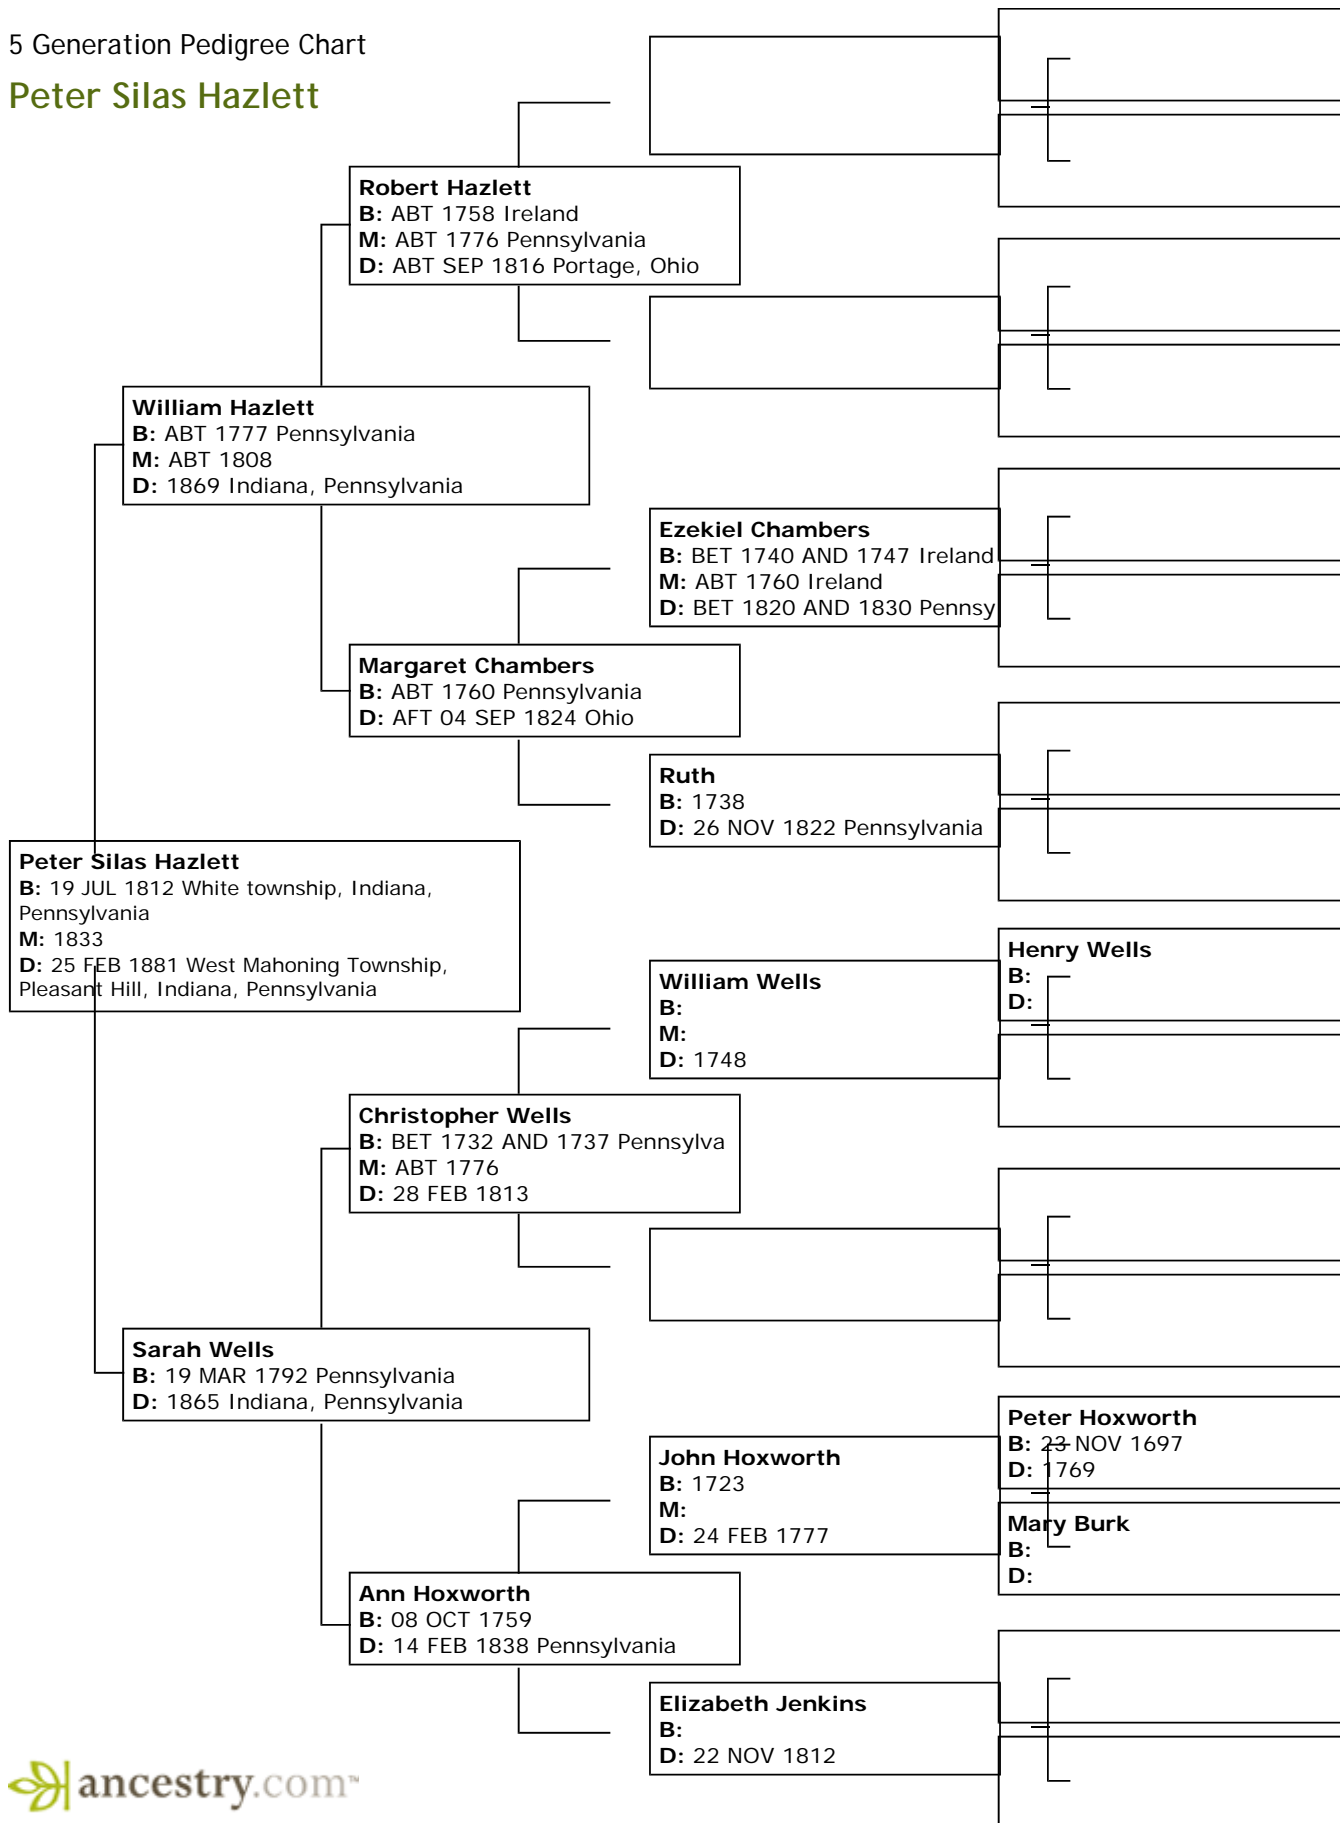 5 Generation Pedigree Chart
Peter Silas Hazlett
Robert Hazlett
B: ABT 1758 Ireland
M: ABT 1776 Pennsylvania
D: ABT SEP 1816 Portage, Ohio
William Hazlett
B: ABT 1777 Pennsylvania
M: ABT 1808
D: 1869 Indiana, Pennsylvania
Ezekiel Chambers
B: BET 1740 AND 1747 Ireland
M: ABT 1760 Ireland
D: BET 1820 AND 1830 Pennsy
Margaret Chambers
B: ABT 1760 Pennsylvania
D: AFT 04 SEP 1824 Ohio
Ruth
B: 1738
D: 26 NOV 1822 Pennsylvania
Peter Silas Hazlett
B: 19 JUL 1812 White township, Indiana,
Pennsylvania
M: 1833
D: 25 FEB 1881 West Mahoning Township,
Pleasant Hill, Indiana, Pennsylvania
Henry Wells
B:
D:
William Wells
B:
M:
D: 1748
Christopher Wells
B: BET 1732 AND 1737 Pennsylva
M: ABT 1776
D: 28 FEB 1813
Sarah Wells
B: 19 MAR 1792 Pennsylvania
D: 1865 Indiana, Pennsylvania
Peter Hoxworth
B: 23 NOV 1697
D: 1769
John Hoxworth
B: 1723
M:
D: 24 FEB 1777
Mary Burk
B:
D:
Ann Hoxworth
B: 08 OCT 1759
D: 14 FEB 1838 Pennsylvania
Elizabeth Jenkins
B:
D: 22 NOV 1812
ancestry.com™